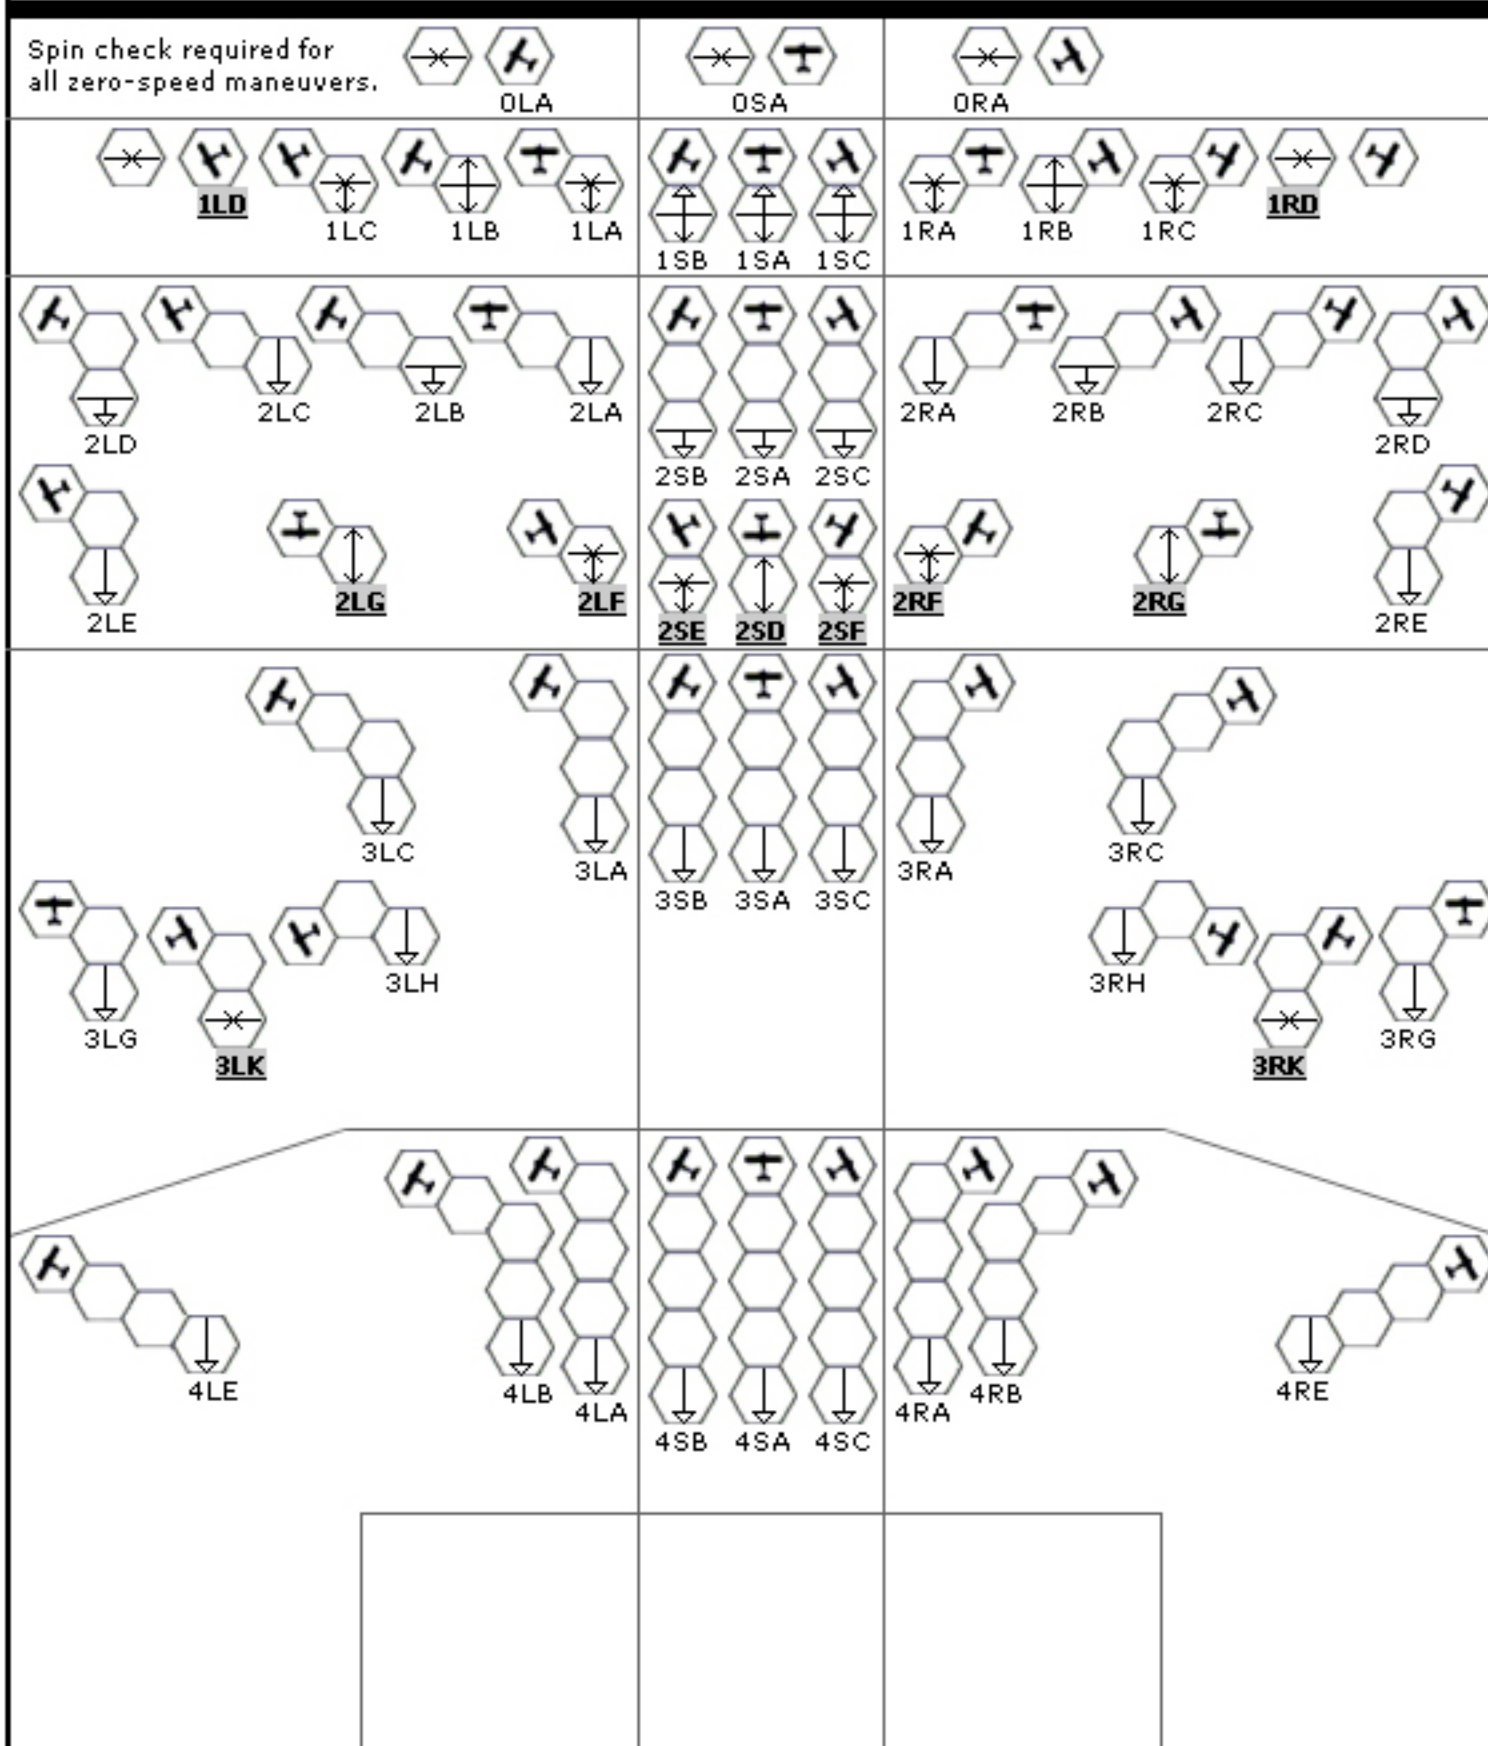 Spin check required for
all zero-speed maneuvers.
0LA
0SA
0RA
1LD
1LC
1LB
1LA
1SB
1SA
1SC
1RA
1RB
1RC
1RD
2LD
2LC
2LB
2LA
2SB
2SA
2SC
2RA
2RB
2RC
2RD
2LE
2LG
2LF
2SE
2SD
2SF
2RF
2RG
2RE
3LC
3LA
3SB
3SA
3SC
3RA
3RC
3LG
3LK
3LH
3RH
3RK
3RG
4LE
4LB
4LA
4SB
4SA
4SC
4RA
4RB
4RE